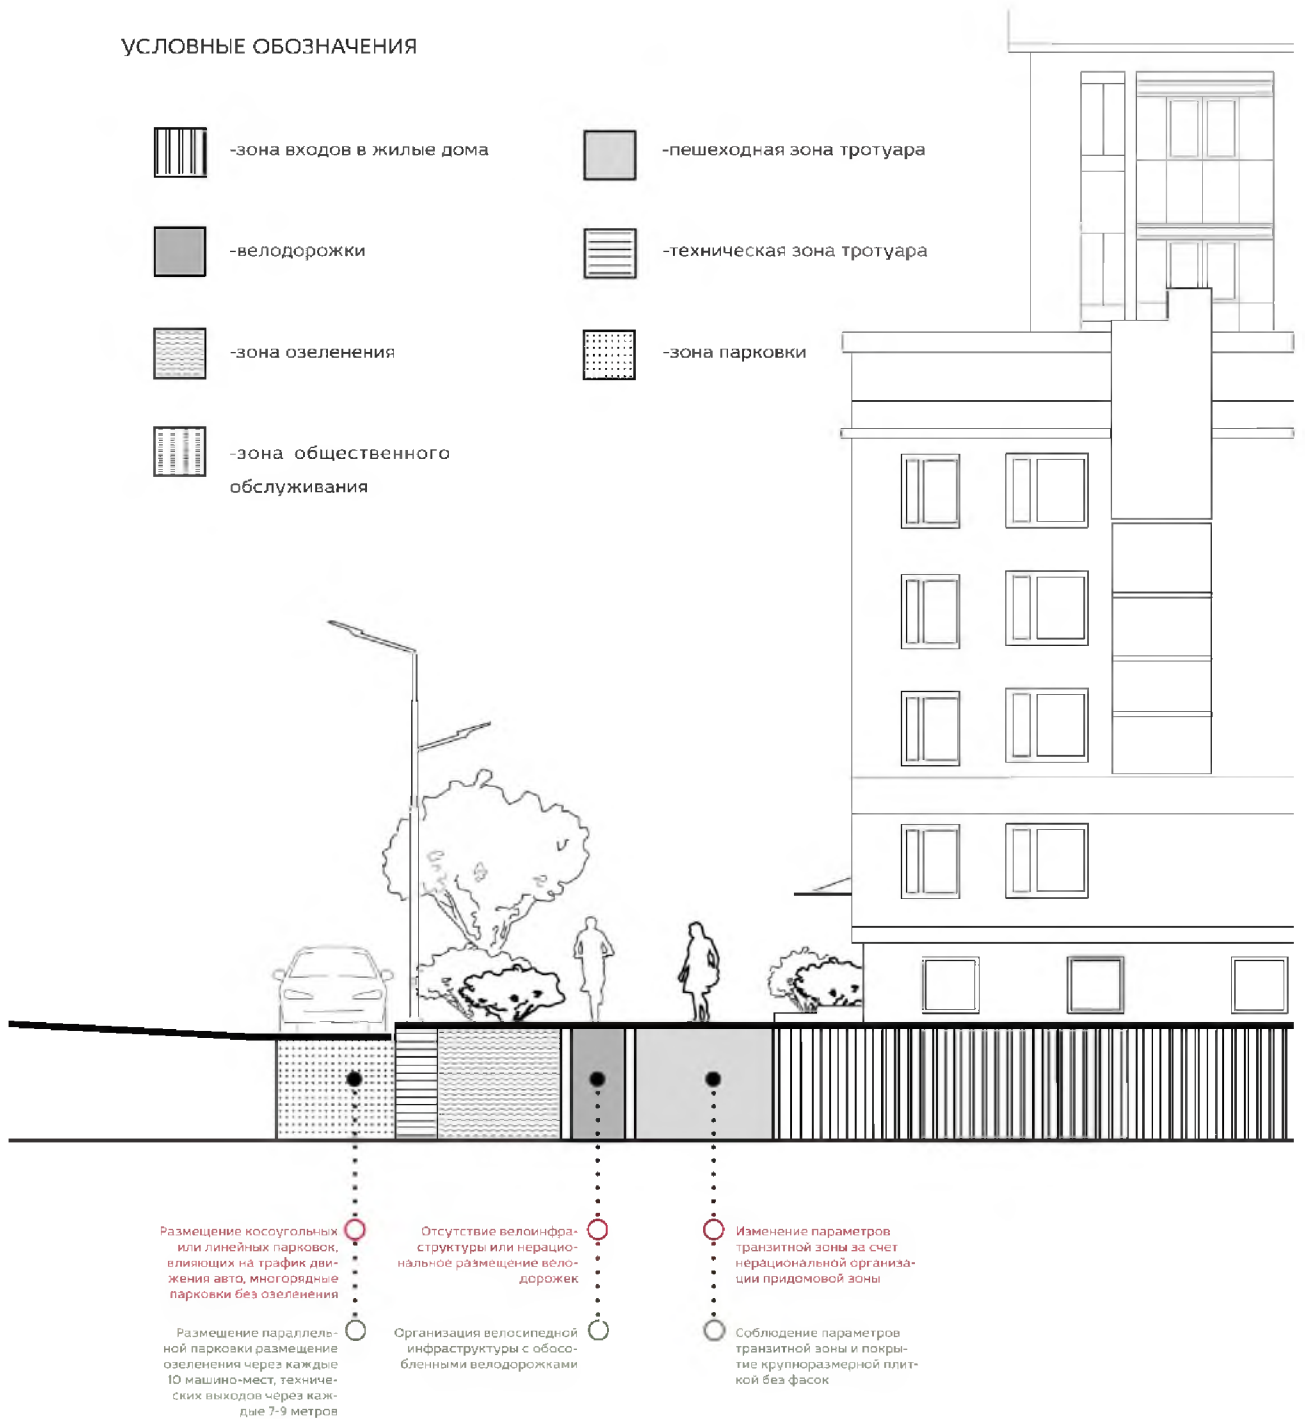 УСЛОВНЫЕ ОБОЗНАЧЕНИЯ
-зона входов в жилые дома
-велодорожки
-зона озеленения
-зона общественного
обслуживания
-пешеходная зона тротуара
-техническая зона тротуара
-зона парковки
Размещение косоугольных
или линейных парковок,
влияющих на трафик дви-
жения авто, многорядные
парковки без озеленения
Отсутствие велоинфра-
структуры или нерацио-
нальное размещение вело-
дорожек
Изменение параметров
транзитной зоны за счет
нерациональной организа-
ции придомовой зоны
Размещение параллель-
ной парковки размещение
озеленения через каждые
10 машино-мест, техниче-
ских выходов через каж-
дые 7-9 метров
Организация велосипедной
инфраструктуры с обосо-
бленными велодорожками
Соблюдение параметров
транзитной зоны и покры-
тие крупноразмерной плит-
кой без фасок